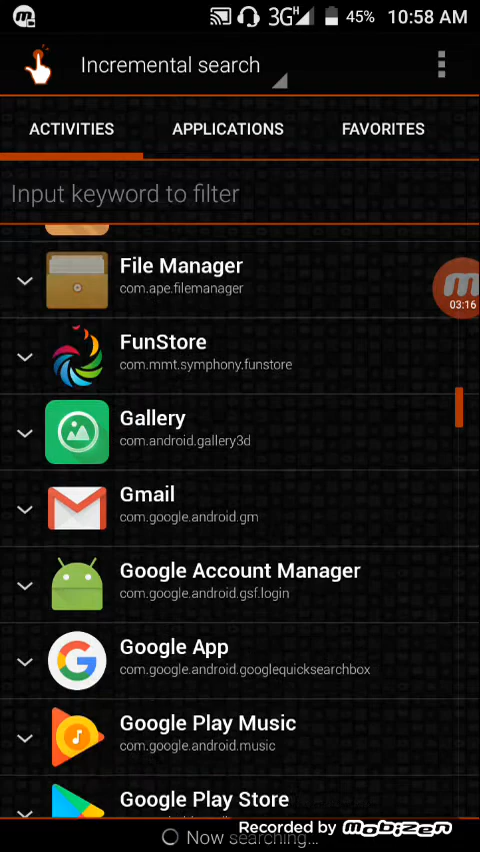 3G H 45% 10:58 AM
Incremental search
ACTIVITIES APPLICATIONS FAVORITES
Input keyword to filter
File Manager
com.ape.filemanager
03:16
FunStore
com.mmt.symphony.funstore
Gallery
com.android.gallery3d
Gmail
com.google.android.gm
Google Account Manager
com.google.android.gsf.login
Google App
com.google.android.googlequicksearchbox
Google Play Music
com.google.android.music
Google Play Store
Now searching...
Recorded by mobizen